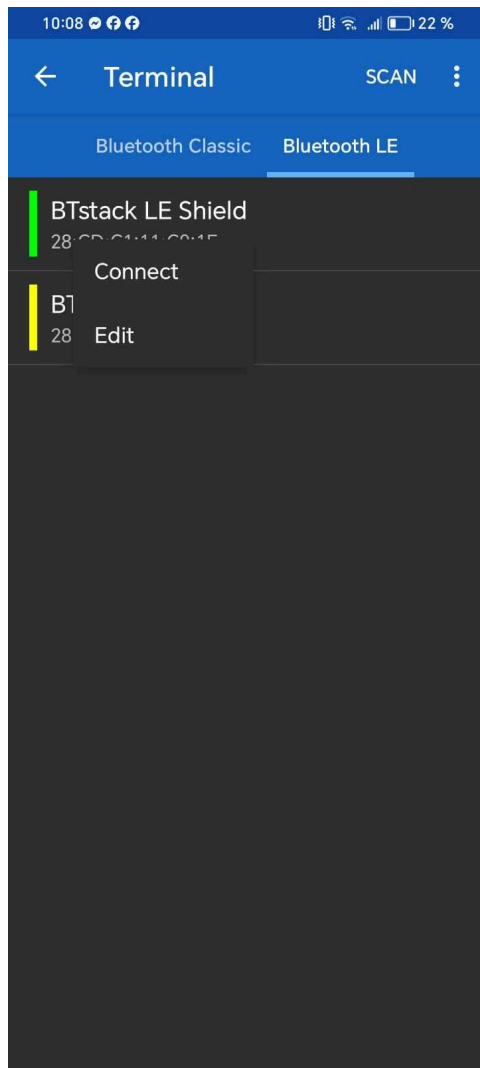 10:08
22 %
Terminal
SCAN
Bluetooth Classic
Bluetooth LE
BTstack LE Shield
Connect
BT
28
Edit